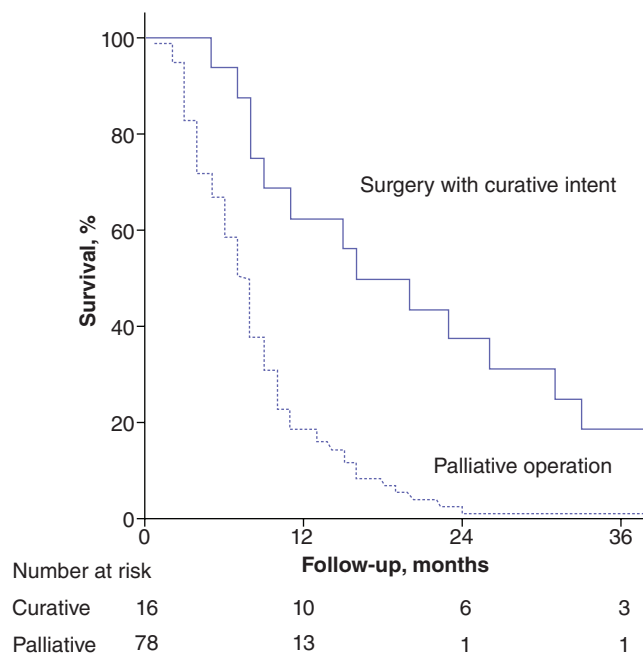 100
80
60
40
20
0
Survival, %
Surgery with curative intent
Palliative operation
0 12 24 36
Follow-up, months
Number at risk
Curative 16 10 6 3
Palliative 78 13 1 1